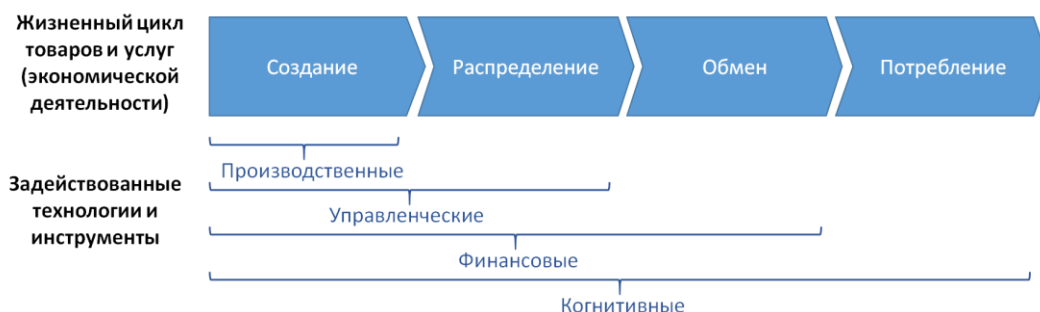 Жизненный цикл
товаров и услуг
(экономической
деятельности)
Создание
Распределение
Обмен
Потребление
Задействованные
технологии и
инструменты
Производственные
Управленческие
Финансовые
Когнитивные